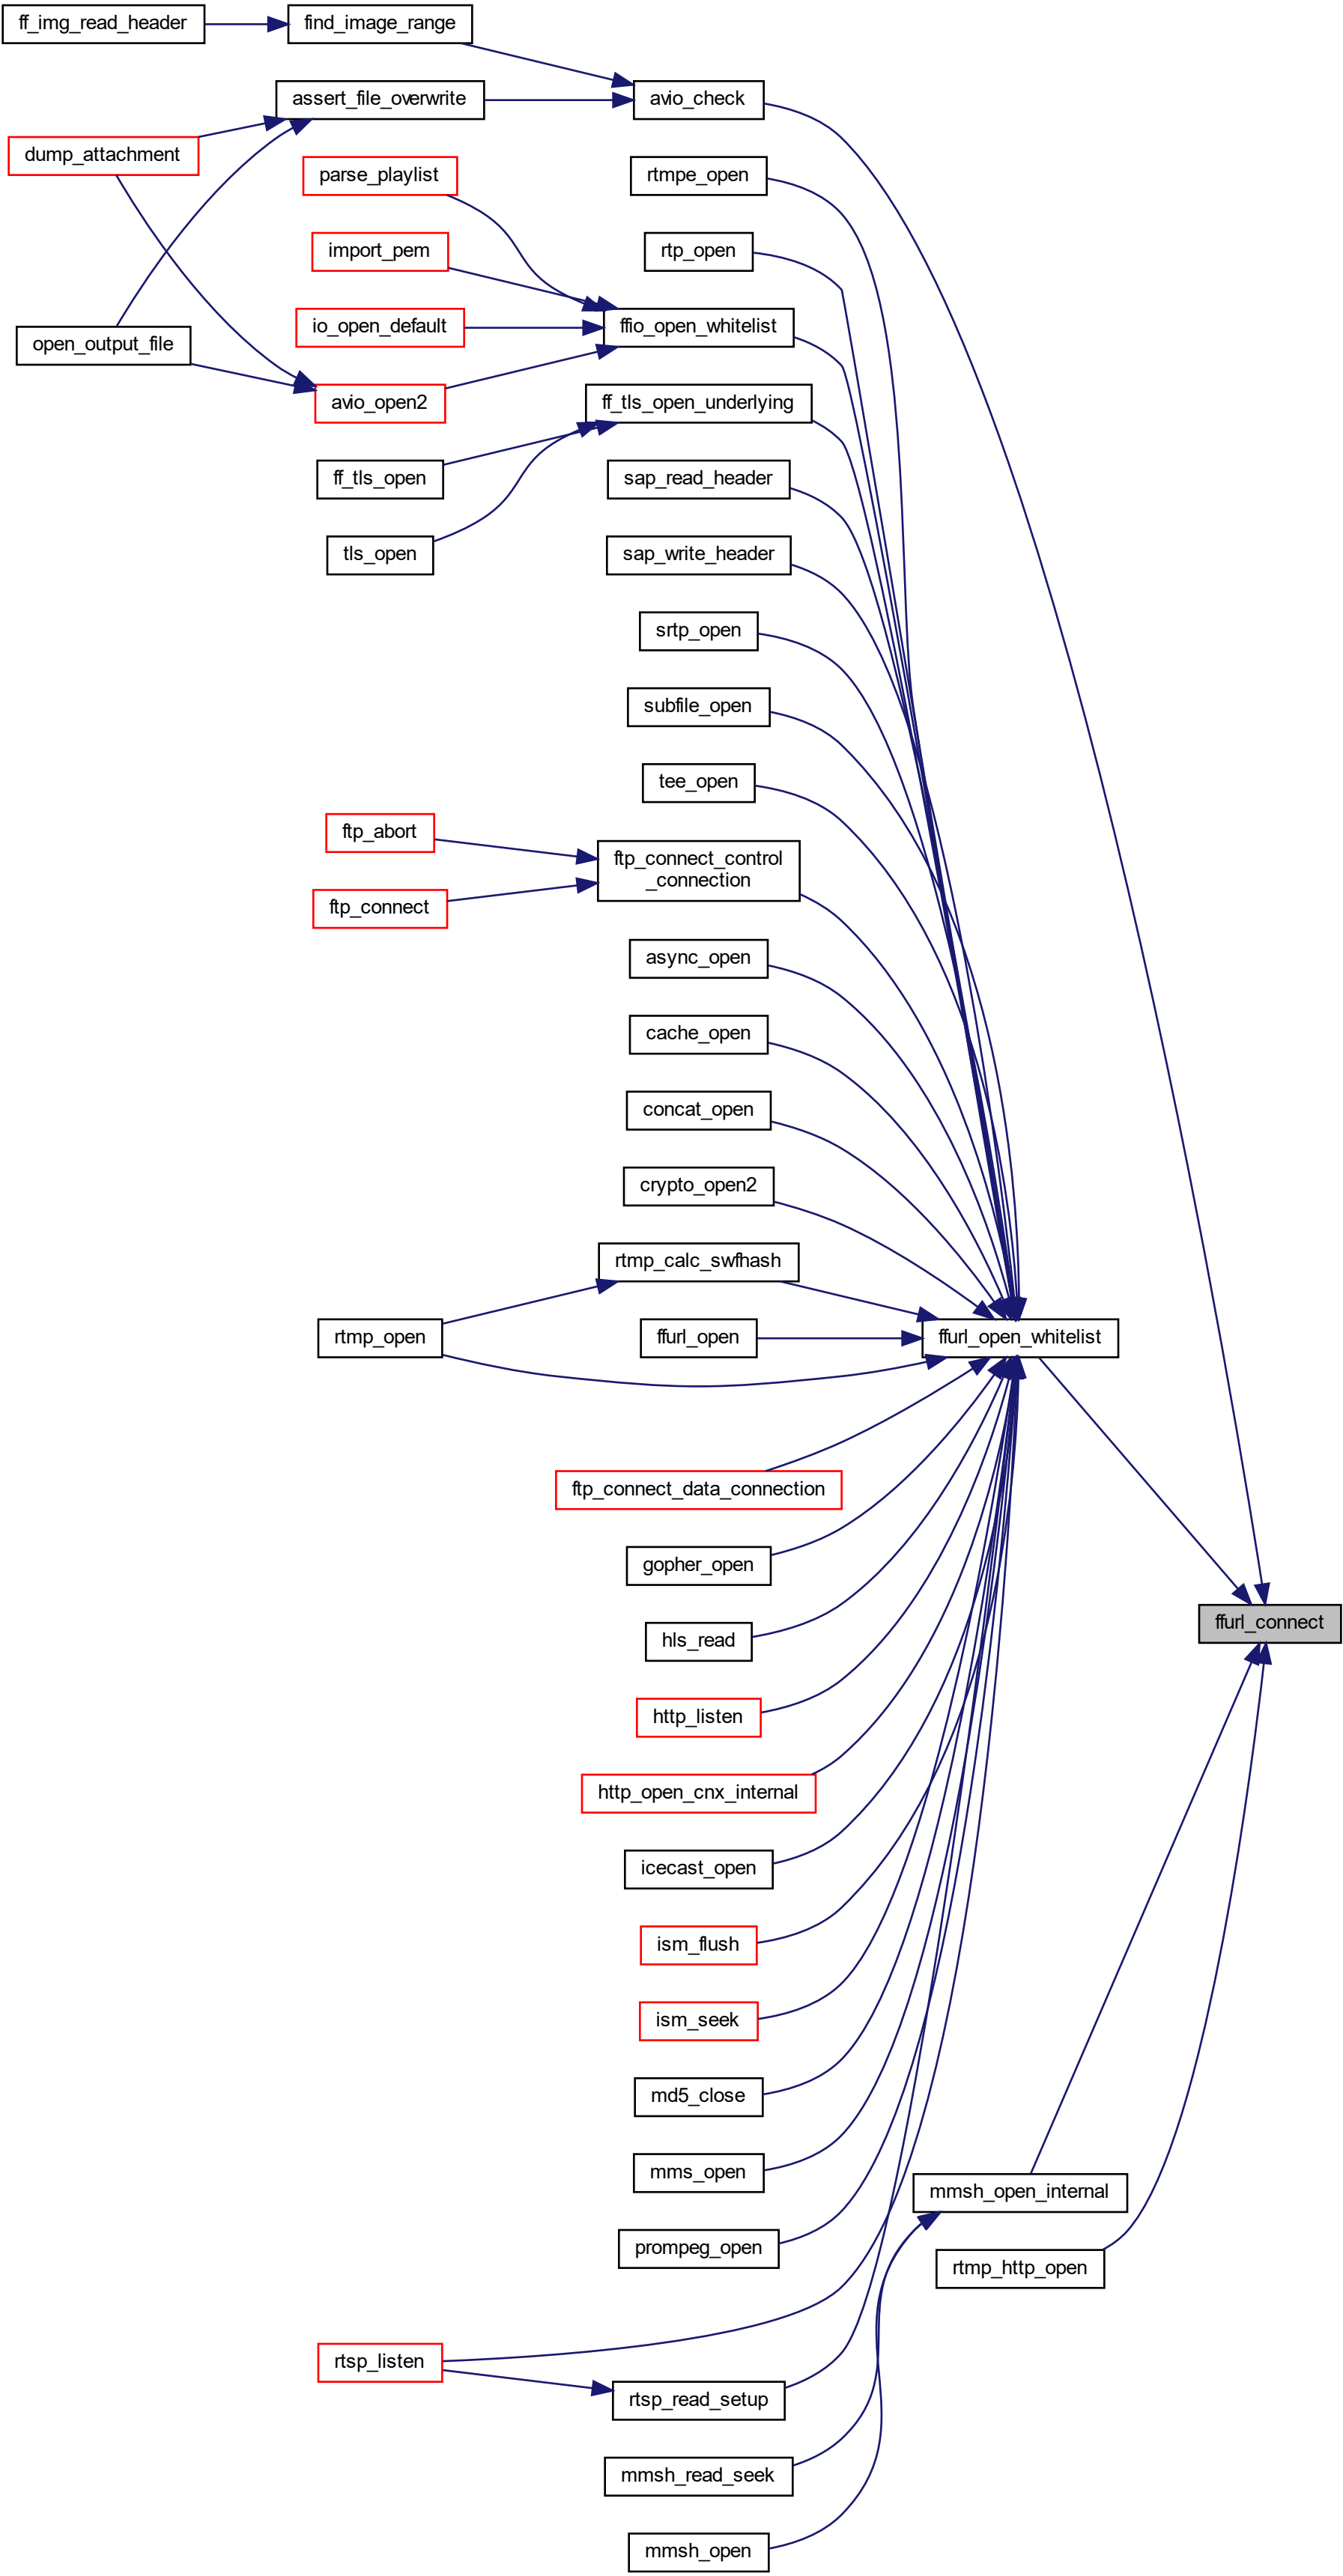 ff_img_read_header
find_image_range
assert_file_overwrite
avio_check
dump_attachment
parse_playlist
rtmpe_open
import_pem
rtp_open
io_open_default
ffio_open_whitelist
open_output_file
avio_open2
ff_tls_open_underlying
ff_tls_open
sap_read_header
tls_open
sap_write_header
srtp_open
subfile_open
tee_open
ftp_abort
ftp_connect_control
_connection
ftp_connect
async_open
cache_open
concat_open
crypto_open2
rtmp_calc_swfhash
rtmp_open
ffurl_open
ffurl_open_whitelist
ftp_connect_data_connection
gopher_open
ffurl_connect
hls_read
http_listen
http_open_cnx_internal
icecast_open
ism_flush
ism_seek
md5_close
mms_open
mmsh_open_internal
prompeg_open
rtmp_http_open
rtsp_listen
rtsp_read_setup
mmsh_read_seek
mmsh_open